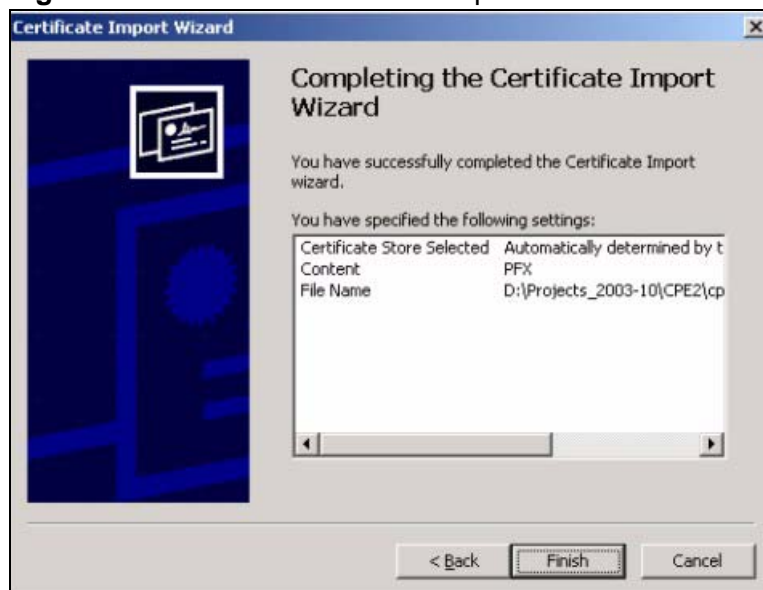 Certificate Import Wizard
Completing the Certificate Import
Wizard
You have successfully completed the Certificate Import
wizard.
You have specified the following settings:
Certificate Store Selected Automatically determined by t
Content PFX
File Name D:\Projects_2003-10\CPE2\cp
< Back Finish Cancel